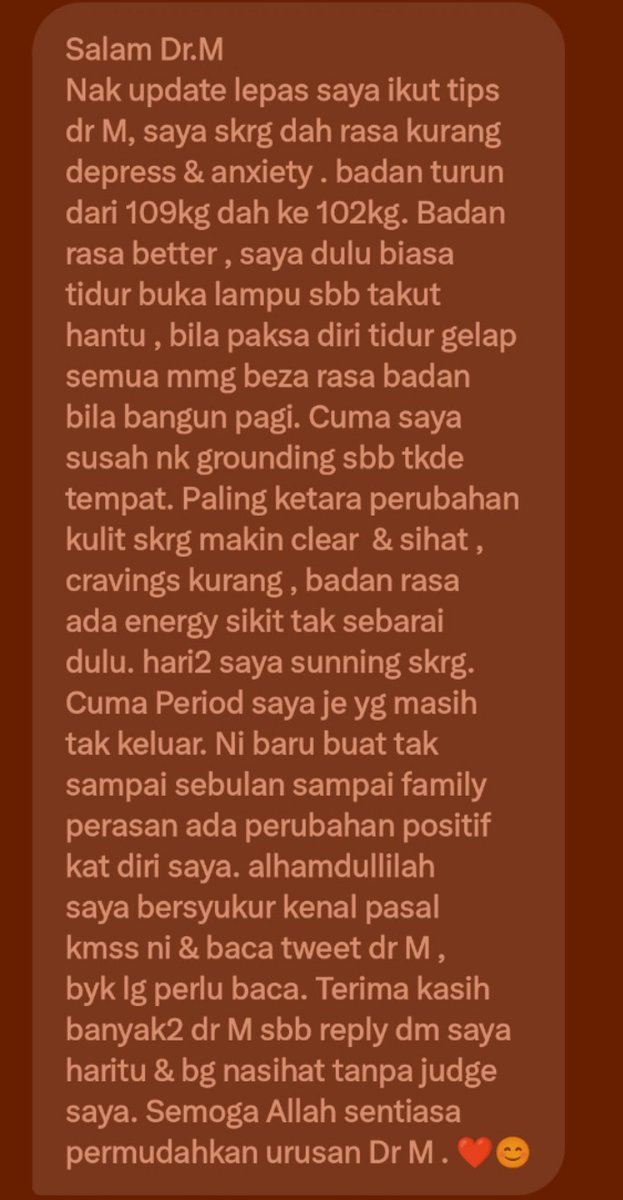 Salam Dr.M
Nak update lepas saya ikut tips
dr M, saya skrg dah rasa kurang
depress & anxiety . badan turun
dari 109kg dah ke 102kg. Badan
rasa better , saya dulu biasa
tidur buka lampu sbb takut
hantu , bila paksa diri tidur gelap
semua mmg beza rasa badan
bila bangun pagi. Cuma saya
susah nk grounding sbb tkde
tempat. Paling ketara perubahan
kulit skrg makin clear  & sihat ,
cravings kurang , badan rasa
ada energy sikit tak sebarai
dulu. hari2 saya sunning skrg.
Cuma Period saya je yg masih
tak keluar. Ni baru buat tak
sampai sebulan sampai family
perasan ada perubahan positif
kat diri saya. alhamdullilah
saya bersyukur kenal pasal
kmss ni & baca tweet dr M ,
byk lg perlu baca. Terima kasih
banyak2 dr M sbb reply dm saya
haritu & bg nasihat tanpa judge
saya. Semoga Allah sentiasa
permudahkan urusan Dr M . ❤️😊